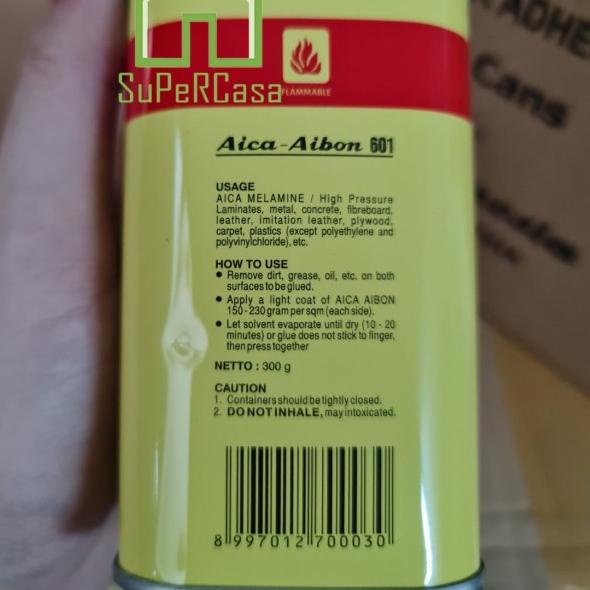 SuPeRCasa
FLAMMABLE
Aica-Aibon 601
USAGE
AICA MELAMINE / High Pressure
Laminates, metal, concrete, fibreboard,
leather, imitation leather, plywood,
carpet, plastics (except polyethylene and
polyvinylchloride), etc.
HOW TO USE
● Remove dirt, grease, oil, etc. on both
surfaces to be glued.
● Apply a light coat of AICA AIBON
150 - 230 gram per sqm (each side).
● Let solvent evaporate until dry (10 - 20
minutes) or glue does not stick to finger,
then press together
NETTO : 300 g
CAUTION
1. Containers should be tightly closed.
2. DO NOT INHALE, may intoxicated.
8 997012 700030
ADHE
Cans